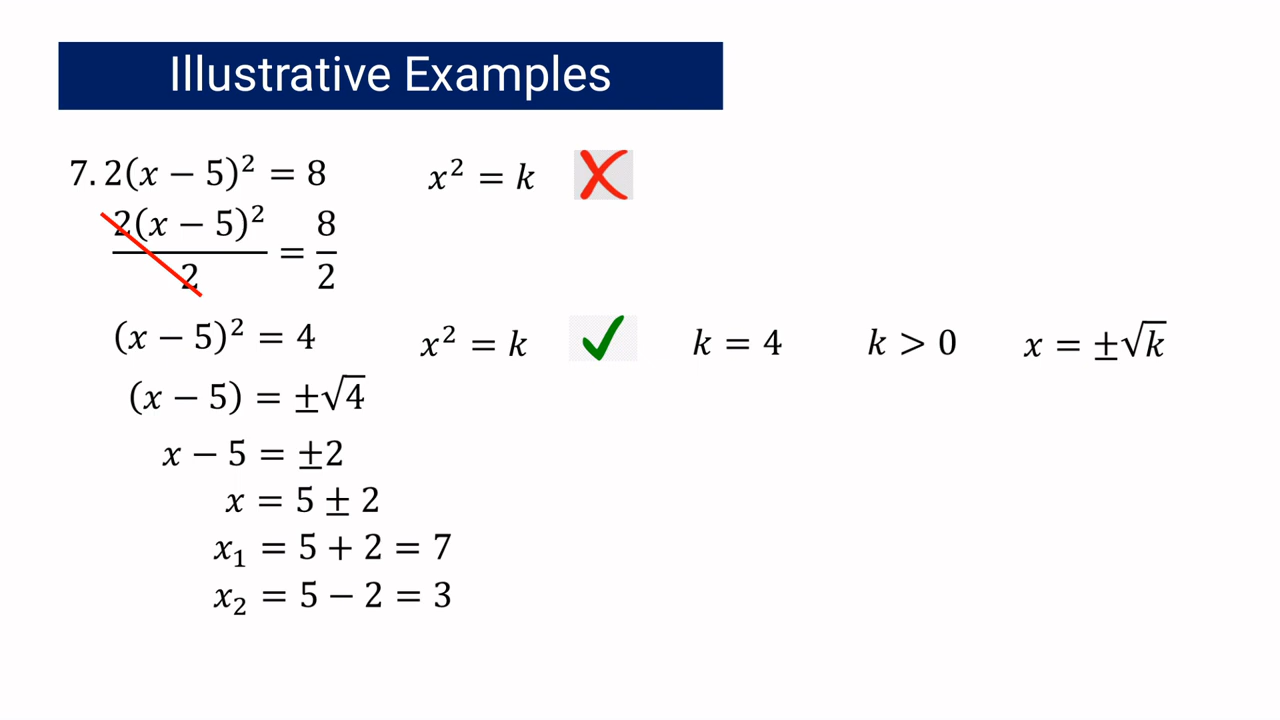 Illustrative Examples
7. 2(x − 5)² = 8 x² = k
2(x − 5)²/2 = 8/2
(x − 5)² = 4 x² = k k = 4 k > 0 x = ±√k
(x − 5) = ±√4
x − 5 = ±2
x = 5 ± 2
x₁ = 5 + 2 = 7
x₂ = 5 − 2 = 3